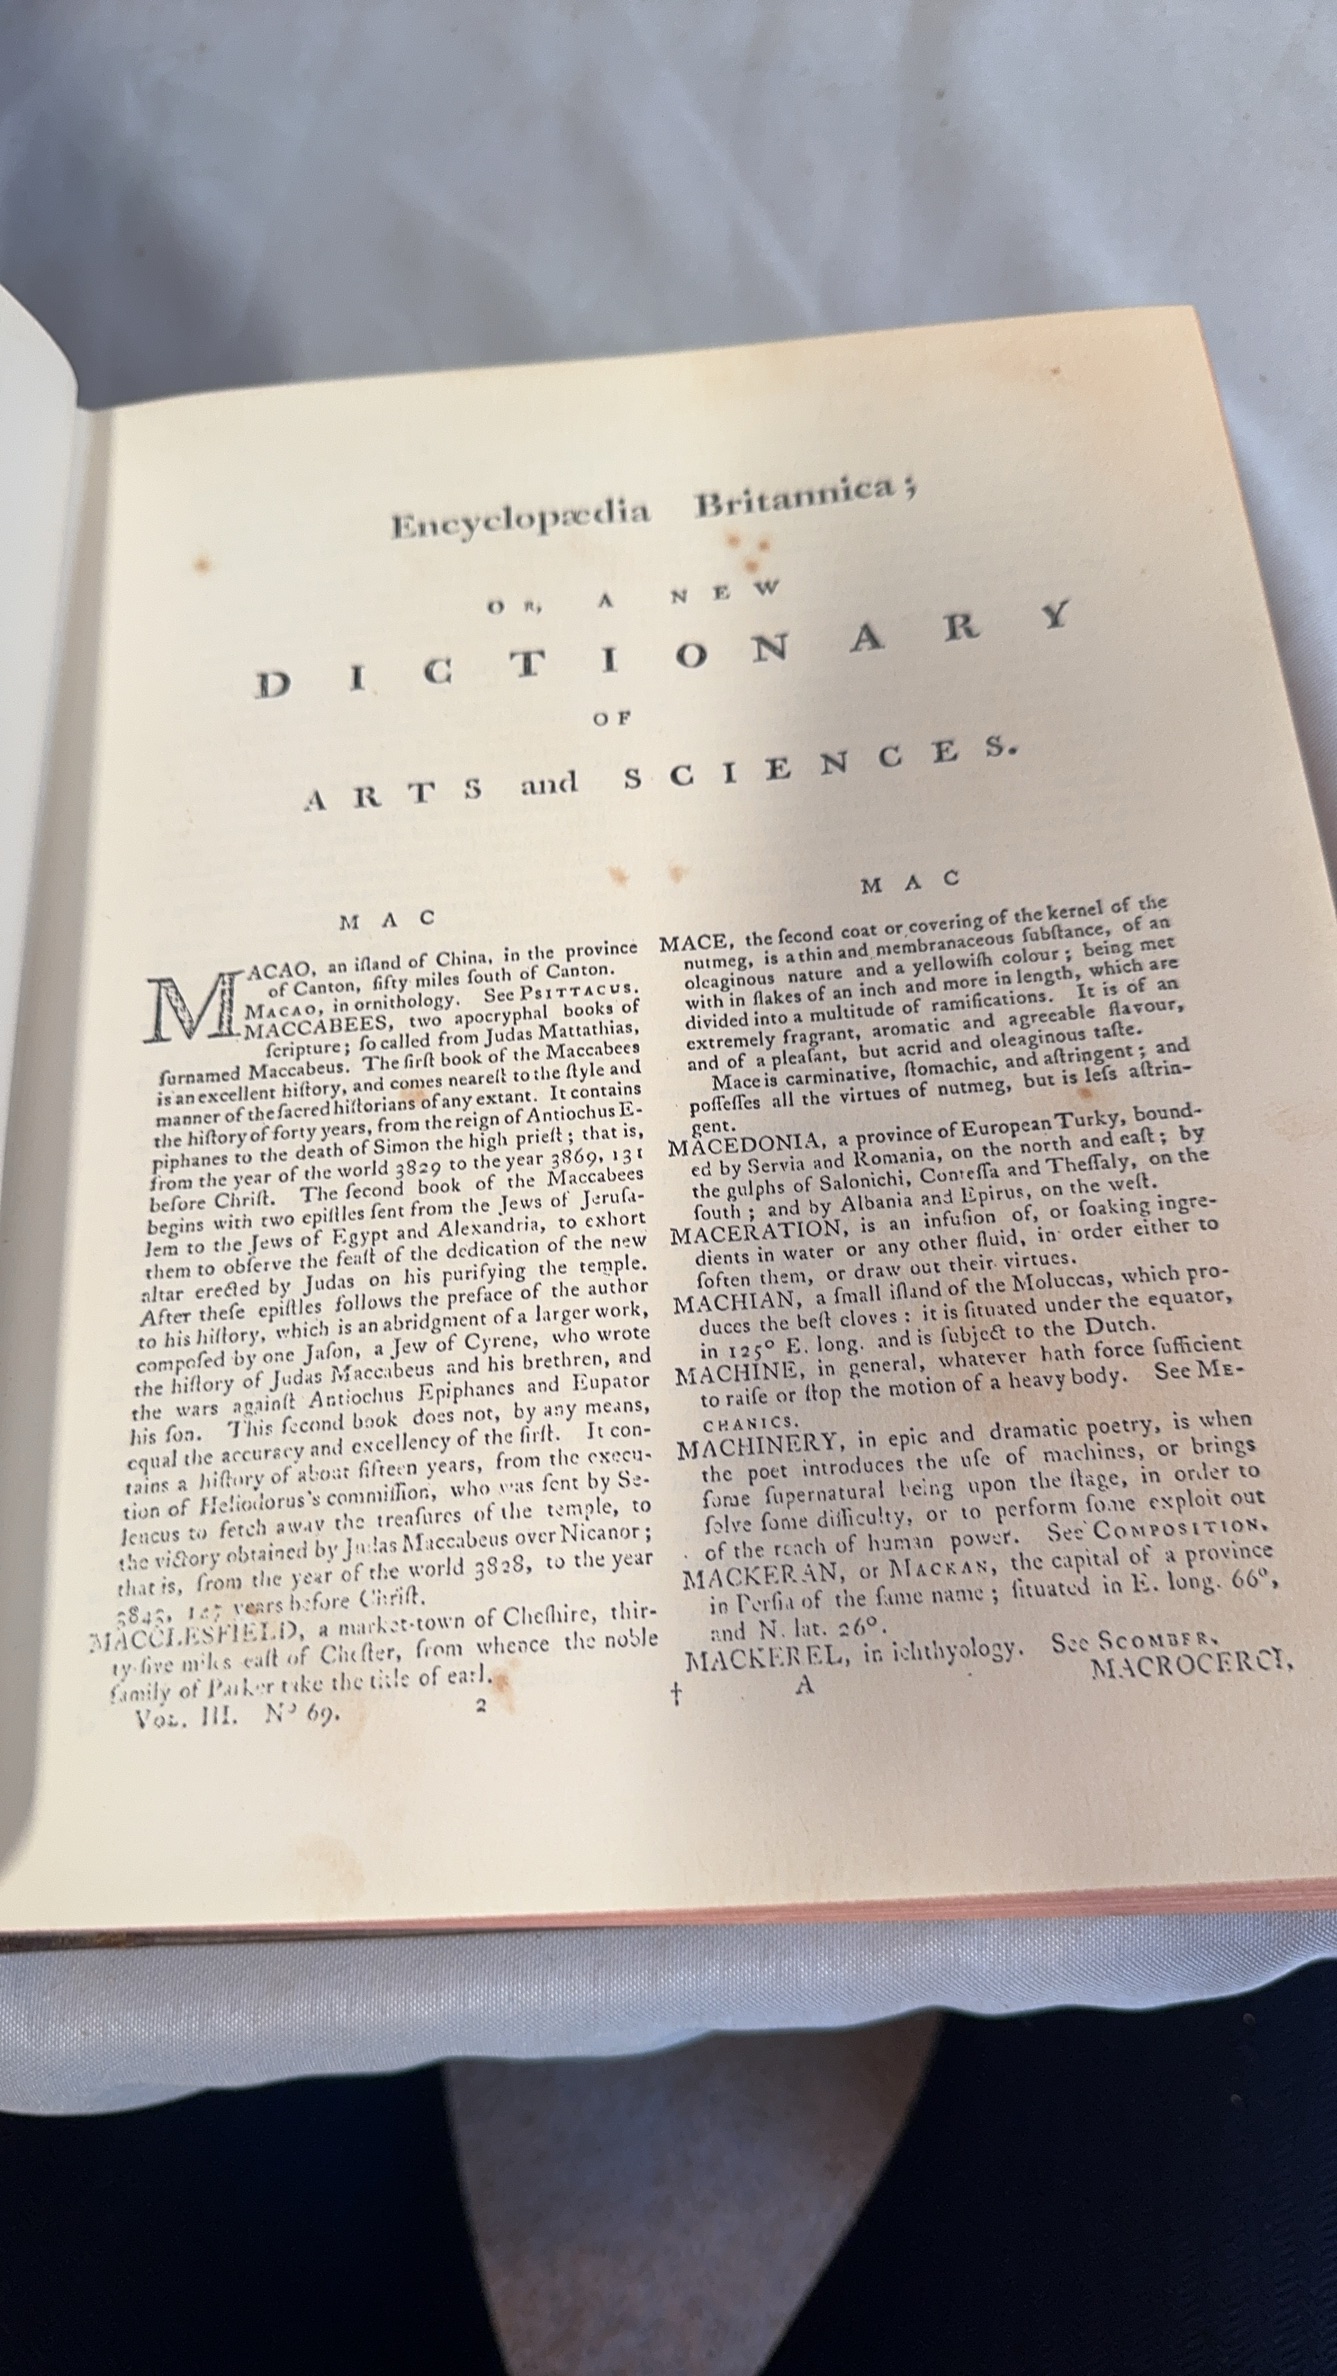 Encyclopædia Britannica;
OR, A NEW
DICTIONARY
OF
ARTS and SCIENCES.
MAC
MACAO, an iſland of China, in the province
of Canton, fifty miles ſouth of Canton.
MACAO, in ornithology. See PSITTACUS.
MACCABEES, two apocryphal books of
ſcripture; ſo called from Judas Mattathias,
ſurnamed Maccabeus. The firſt book of the Maccabees
is an excellent hiſtory, and comes neareſt to the ſtyle and
manner of the ſacred hiſtorians of any extant. It contains
the hiſtory of forty years, from the reign of Antiochus E-
piphanes to the death of Simon the high prieſt; that is,
from the year of the world 3829 to the year 3869, 131
before Chriſt. The ſecond book of the Maccabees
begins with two epiſtles ſent from the Jews of Jeruſa-
lem to the Jews of Egypt and Alexandria, to exhort
them to obſerve the feaſt of the dedication of the new
altar erected by Judas on his purifying the temple.
After theſe epiſtles follows the preface of the author
to his hiſtory, which is an abridgment of a larger work,
compoſed by one Jaſon, a Jew of Cyrene, who wrote
the hiſtory of Judas Maccabeus and his brethren, and
the wars againſt Antiochus Epiphanes and Eupator
his ſon. This ſecond book does not, by any means,
equal the accuracy and excellency of the firſt. It con-
tains a hiſtory of about fifteen years, from the execu-
tion of Heliodorus's commiſſion, who was ſent by Se-
leucus to fetch away the treaſures of the temple, to
the victory obtained by Judas Maccabeus over Nicanor;
that is, from the year of the world 3828, to the year
3843, 127 years before Chriſt.
MACCLESFIELD, a market-town of Cheſhire, thir-
ty-five miles eaſt of Cheſter, from whence the noble
family of Parker take the title of earl.
VOL. III. Nº 69. 2
MAC
MACE, the ſecond coat or covering of the kernel of the
nutmeg, is a thin and membranaceous ſubſtance, of an
oleaginous nature and a yellowiſh colour; being met
with in flakes of an inch and more in length, which are
divided into a multitude of ramifications. It is of an
extremely fragrant, aromatic and agreeable flavour,
and of a pleaſant, but acrid and oleaginous taſte.
Mace is carminative, ſtomachic, and aſtringent; and
poſſeſſes all the virtues of nutmeg, but is leſs aſtrin-
gent.
MACEDONIA, a province of European Turky, bound-
ed by Servia and Romania, on the north and eaſt; by
the gulphs of Salonichi, Conteſſa and Theſſaly, on the
ſouth; and by Albania and Epirus, on the weſt.
MACERATION, is an infuſion of, or ſoaking ingre-
dients in water or any other fluid, in order either to
ſoften them, or draw out their virtues.
MACHIAN, a ſmall iſland of the Moluccas, which pro-
duces the beſt cloves: it is ſituated under the equator,
in 125° E. long. and is ſubject to the Dutch.
MACHINE, in general, whatever hath force ſufficient
to raiſe or ſtop the motion of a heavy body. See ME-
CHANICS.
MACHINERY, in epic and dramatic poetry, is when
the poet introduces the uſe of machines, or brings
ſome ſupernatural being upon the ſtage, in order to
ſolve ſome difficulty, or to perform ſome exploit out
of the reach of human power. See COMPOSITION.
MACKERAN, or MACKAN, the capital of a province
in Perſia of the ſame name; ſituated in E. long. 66°,
and N. lat. 26°.
MACKEREL, in ichthyology. See SCOMBER.
† A MACROCERCI,